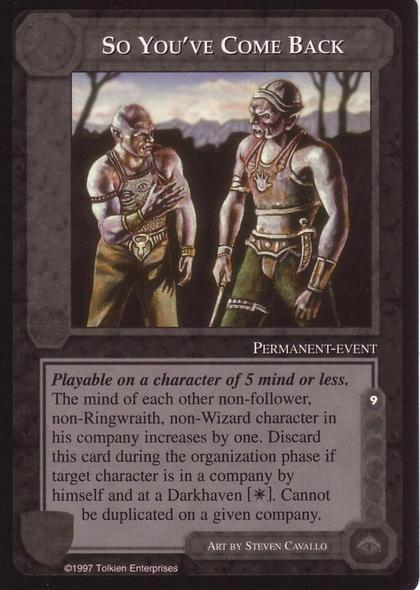 So You've Come Back
Permanent-event
Playable on a character of 5 mind or less.
The mind of each other non-follower,
non-Ringwraith, non-Wizard character in
his company increases by one. Discard
this card during the organization phase if
target character is in a company by
himself and at a Darkhaven [☀]. Cannot
be duplicated on a given company.
9
Art by Steven Cavallo
©1997 Tolkien Enterprises